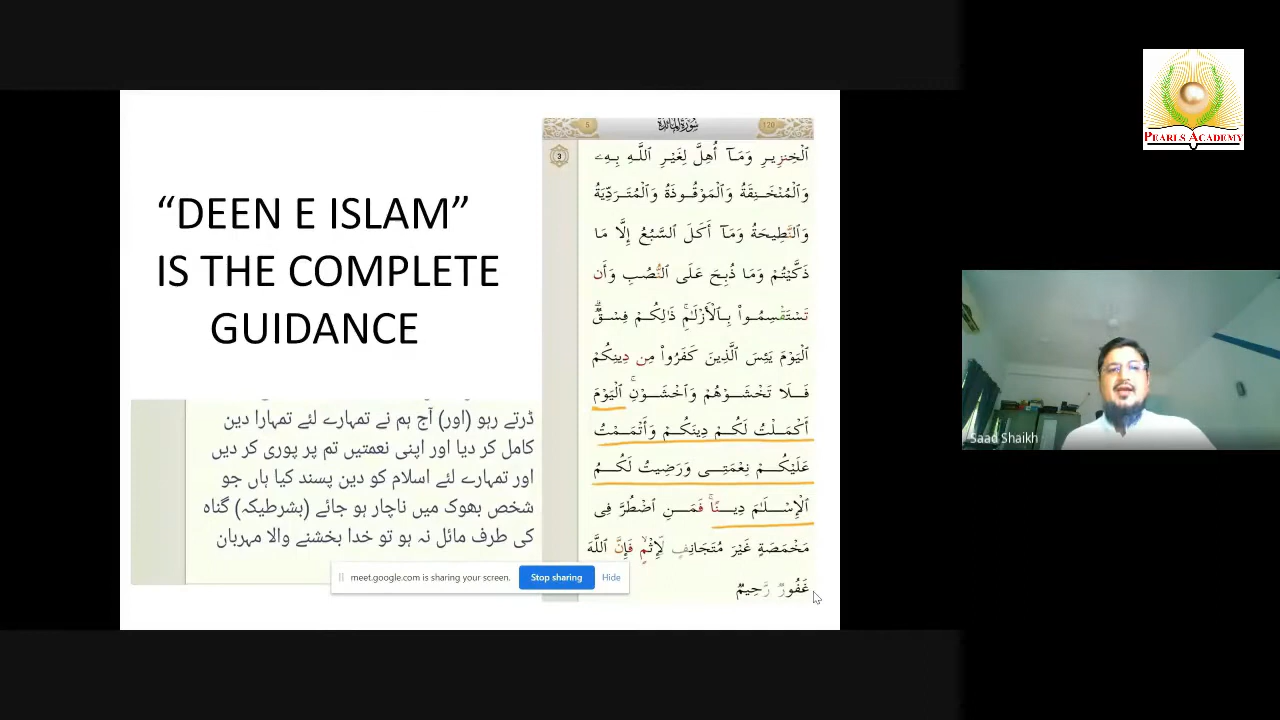 “DEEN E ISLAM”
IS THE COMPLETE
GUIDANCE
5
سُورَةُ المَائـدَة
120
3
ٱلْخِنزِيرِ وَمَآ أُهِلَّ لِغَيْرِ ٱللَّهِ بِهِۦ
وَٱلْمُنْخَنِقَةُ وَٱلْمَوْقُوذَةُ وَٱلْمُتَرَدِّيَةُ
وَٱلنَّطِيحَةُ وَمَآ أَكَلَ ٱلسَّبُعُ إِلَّا مَا
ذَكَّيْتُمْ وَمَا ذُبِحَ عَلَى ٱلنُّصُبِ وَأَن
تَسْتَقْسِمُوا۟ بِٱلْأَزْلَـٰمِ ۚ ذَٰلِكُمْ فِسْقٌ ۗ
ٱلْيَوْمَ يَئِسَ ٱلَّذِينَ كَفَرُوا۟ مِن دِينِكُمْ
فَلَا تَخْشَوْهُمْ وَٱخْشَوْنِ ۚ ٱلْيَوْمَ
أَكْمَلْتُ لَكُمْ دِينَكُمْ وَأَتْمَمْتُ
عَلَيْكُمْ نِعْمَتِى وَرَضِيتُ لَكُمُ
ٱلْإِسْلَـٰمَ دِينًا ۚ فَمَنِ ٱضْطُرَّ فِى
مَخْمَصَةٍ غَيْرَ مُتَجَانِفٍ لِّإِثْمٍ ۙ فَإِنَّ ٱللَّهَ
غَفُورٌ رَّحِيمٌ
ڈرتے رہو (اور) آج ہم نے تمہارے لئے تمہارا دین
کامل کر دیا اور اپنی نعمتیں تم پر پوری کر دیں
اور تمہارے لئے اسلام کو دین پسند کیا ہاں جو
شخص بھوک میں ناچار ہو جائے (بشرطیکہ) گناہ
کی طرف مائل نہ ہو تو خدا بخشنے والا مہربان
meet.google.com is sharing your screen.
Stop sharing
Hide
PEARLS ACADEMY
Saad Shaikh